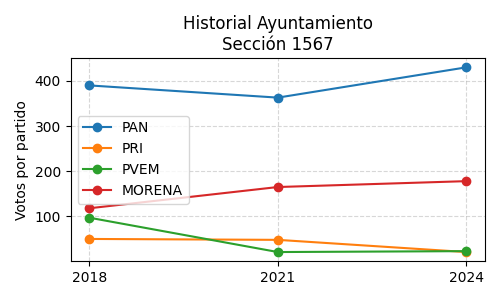 Historial Ayuntamiento
Sección 1567
Votos por partido
400
300
200
100
PAN
PRI
PVEM
MORENA
2018
2021
2024